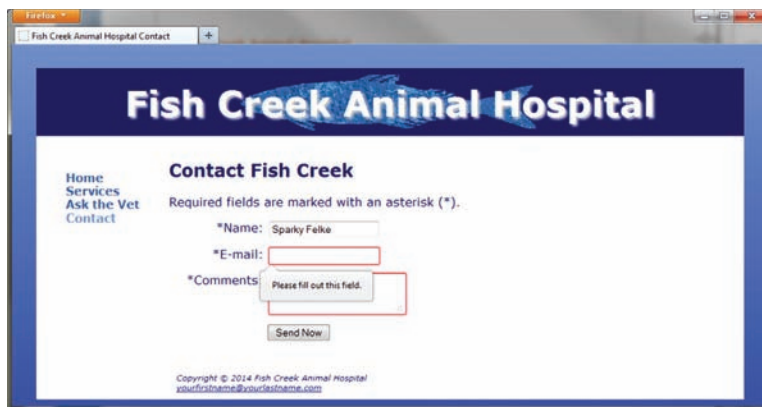 Firefox
Fish Creek Animal Hospital Contact
Fish Creek Animal Hospital
Home
Services
Ask the Vet
Contact
Contact Fish Creek
Required fields are marked with an asterisk (*).
*Name: Sparky Felke
*E-mail:
*Comments
Please fill out this field.
Send Now
Copyright © 2014 Fish Creek Animal Hospital
yourfirstname@yourlastname.com